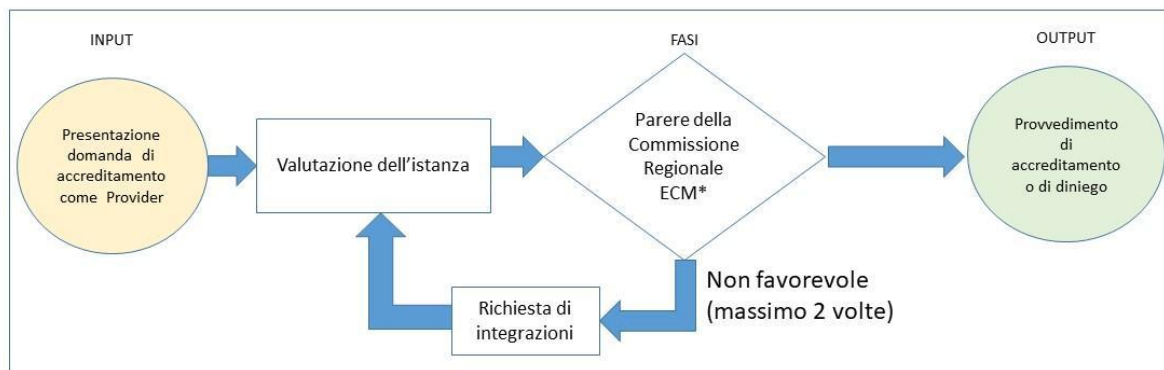 INPUT
FASI
OUTPUT
Presentazione
domanda di
accreditamento
come Provider
Valutazione dell'istanza
Parere della
Commissione
Regionale
ECM*
Provvedimento
di
accreditamento
o di diniego
Non favorevole
(massimo 2 volte)
Richiesta di
integrazioni